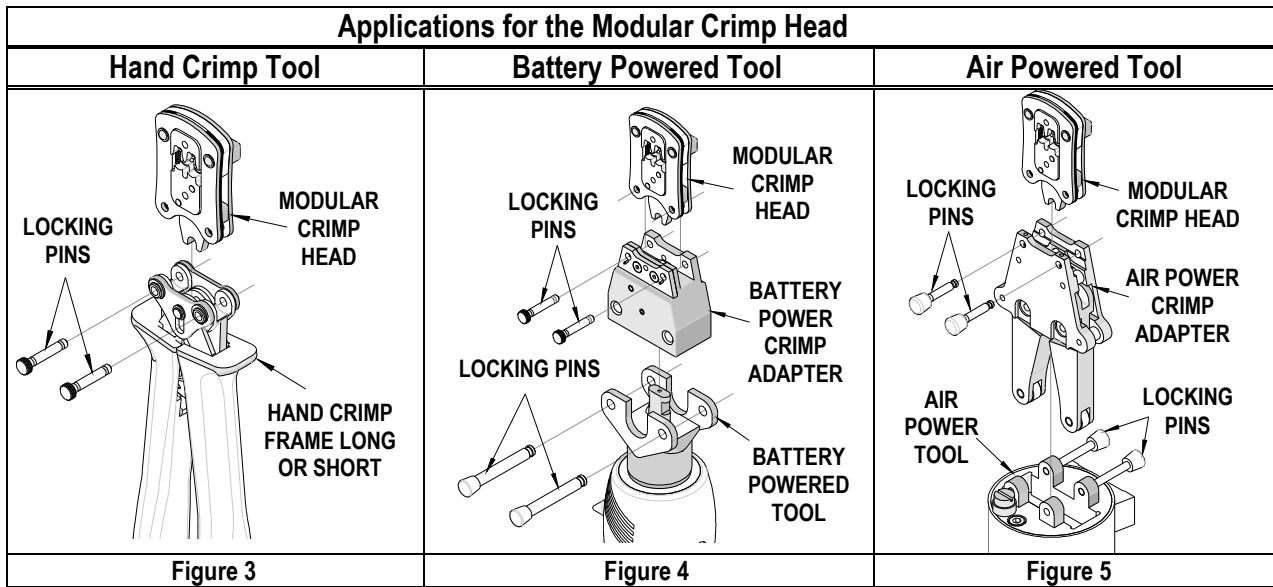 Applications for the Modular Crimp Head
Hand Crimp Tool
Battery Powered Tool
Air Powered Tool
LOCKING
PINS
MODULAR
CRIMP
HEAD
HAND CRIMP
FRAME LONG
OR SHORT
MODULAR
CRIMP
HEAD
LOCKING
PINS
BATTERY
POWER
CRIMP
ADAPTER
LOCKING PINS
BATTERY
POWERED
TOOL
LOCKING
PINS
MODULAR
CRIMP HEAD
AIR POWER
CRIMP
ADAPTER
AIR
POWER
TOOL
LOCKING
PINS
Figure 3
Figure 4
Figure 5